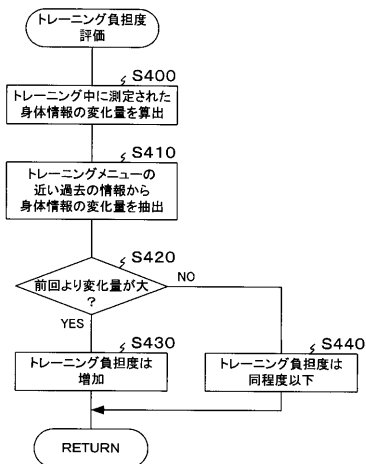 トレーニング負担度
評価
S400
トレーニング中に測定された
身体情報の変化量を算出
S410
トレーニングメニューの
近い過去の情報から
身体情報の変化量を抽出
S420
前回より変化量が大
?
NO
YES
S430
トレーニング負担度は
増加
S440
トレーニング負担度は
同程度以下
RETURN